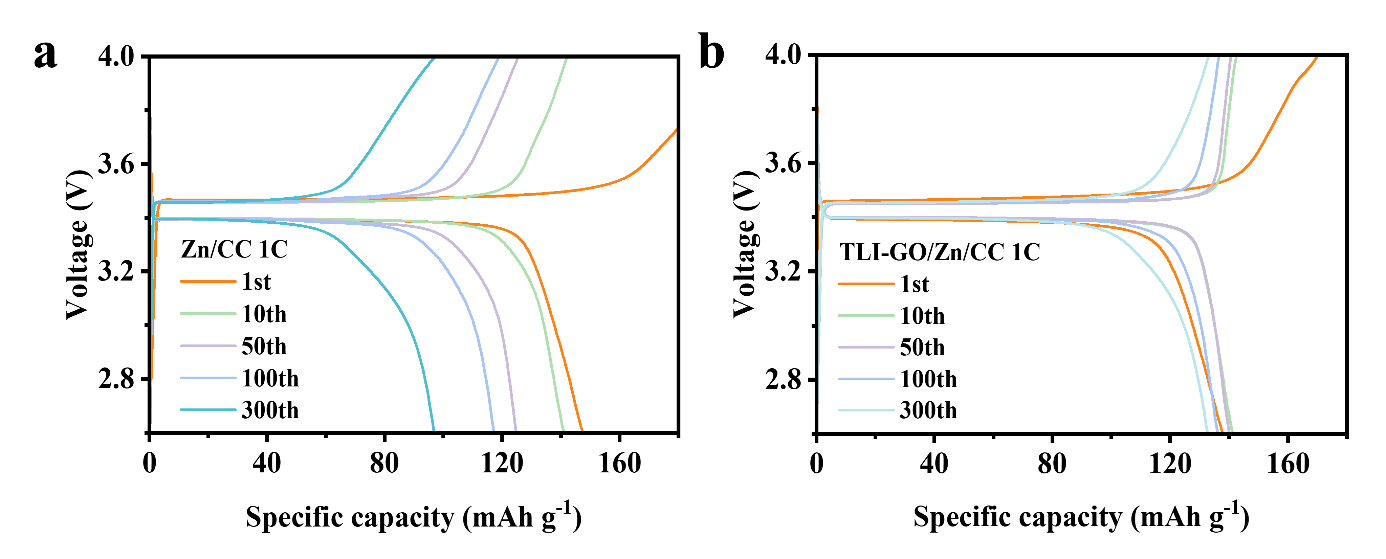 a
4.0
3.6
3.2
2.8
Voltage (V)
Zn/CC 1C
1st
10th
50th
100th
300th
0
40
80
120
160
Specific capacity (mAh g⁻¹)
b
4.0
3.6
3.2
2.8
Voltage (V)
TLI-GO/Zn/CC 1C
1st
10th
50th
100th
300th
0
40
80
120
160
Specific capacity (mAh g⁻¹)